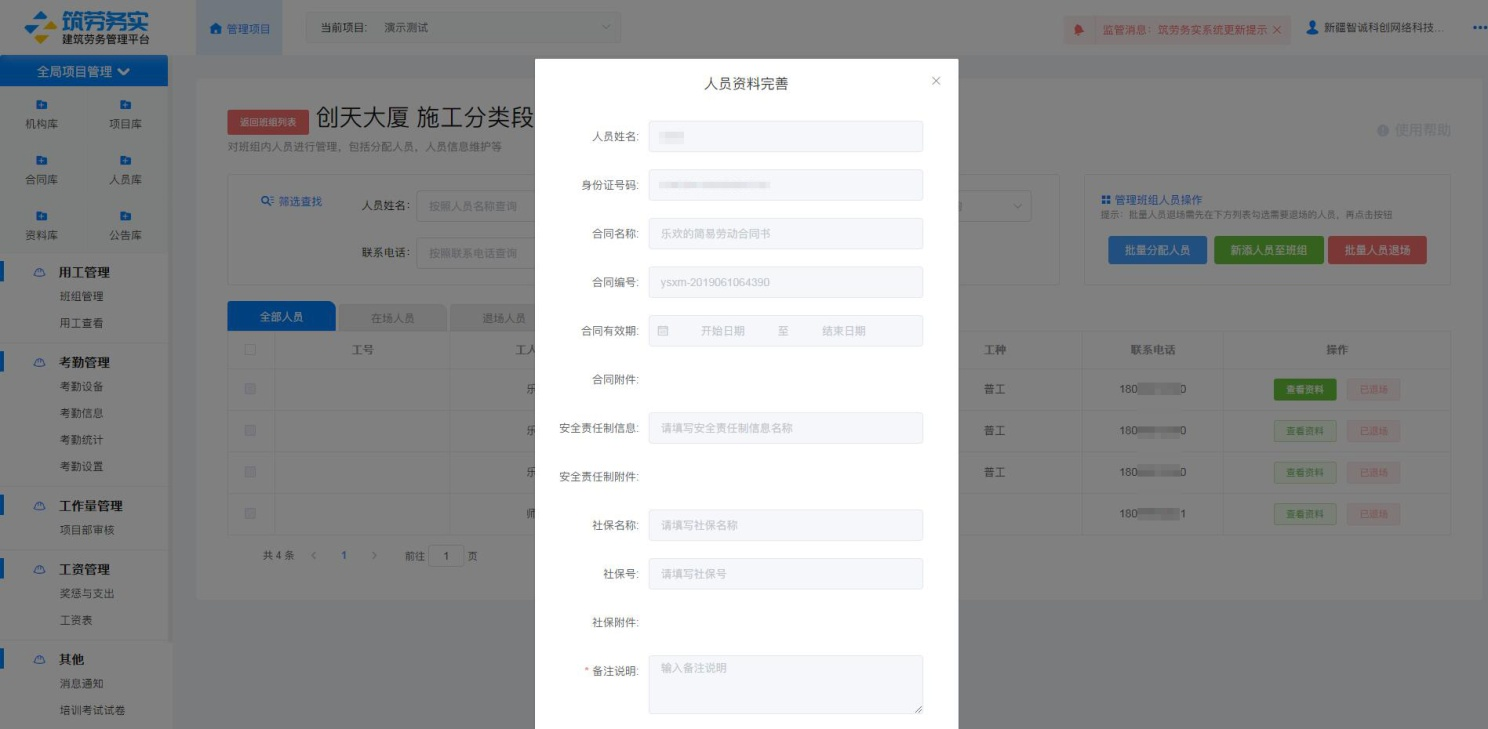 筑劳务实
建筑劳务管理平台
管理项目
当前项目: 演示测试
监管消息: 筑劳务实系统更新提示 ×
新疆智诚科创网络科技...
全局项目管理
机构库 项目库
合同库 人员库
资料库 公告库
用工管理
班组管理
用工查看
考勤管理
考勤设备
考勤信息
考勤统计
考勤设置
工作量管理
项目部审核
工资管理
奖惩与支出
工资表
其他
消息通知
培训考试试卷
返回班组列表 创天大厦 施工分类段
使用帮助
对班组内人员进行管理，包括分配人员，人员信息维护等
筛选查找
人员姓名: 按照人员名称查询
联系电话: 按照联系电话查询
管理班组人员操作
提示: 批量人员退场需先在下方列表勾选需要退场的人员，再点击按钮
批量分配人员 新添人员至班组 批量人员退场
全部人员 在场人员 退场人员
工号 工人 工种 联系电话 操作
乐 普工 180 0 查看资料 已退场
乐 普工 180 0 查看资料 已退场
乐 普工 180 0 查看资料 已退场
师 180 1 查看资料 已退场
共 4 条 < 1 > 前往 1 页
人员资料完善 ×
人员姓名:
身份证号码:
合同名称: 乐欢的简易劳动合同书
合同编号: ysxm-2019061064390
合同有效期: 开始日期 至 结束日期
合同附件:
安全责任制信息: 请填写安全责任制信息名称
安全责任制附件:
社保名称: 请填写社保名称
社保号: 请填写社保号
社保附件:
* 备注说明: 输入备注说明